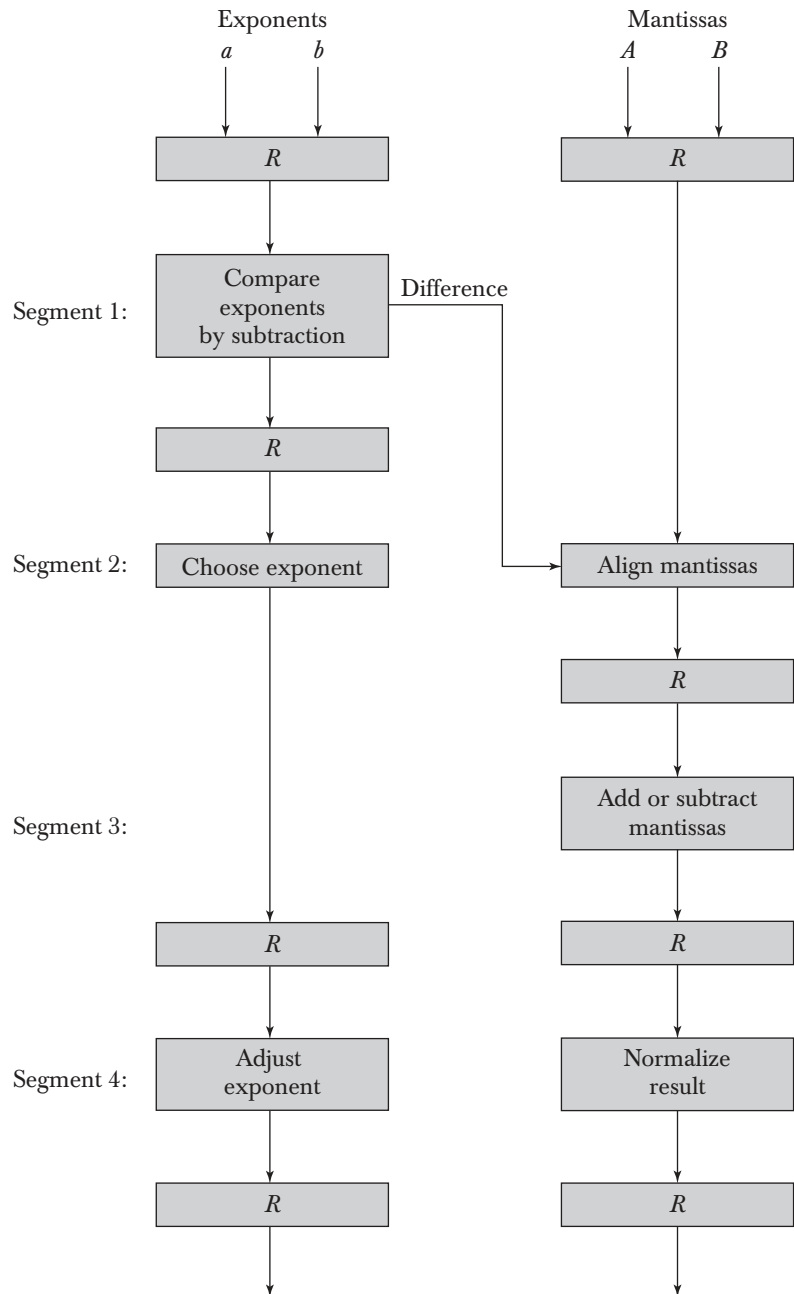 Exponents
a b
Mantissas
A B
R
R
Segment 1:
Compare
exponents
by subtraction
Difference
R
Segment 2:
Choose exponent
Align mantissas
R
Segment 3:
Add or subtract
mantissas
R
R
Segment 4:
Adjust
exponent
Normalize
result
R
R